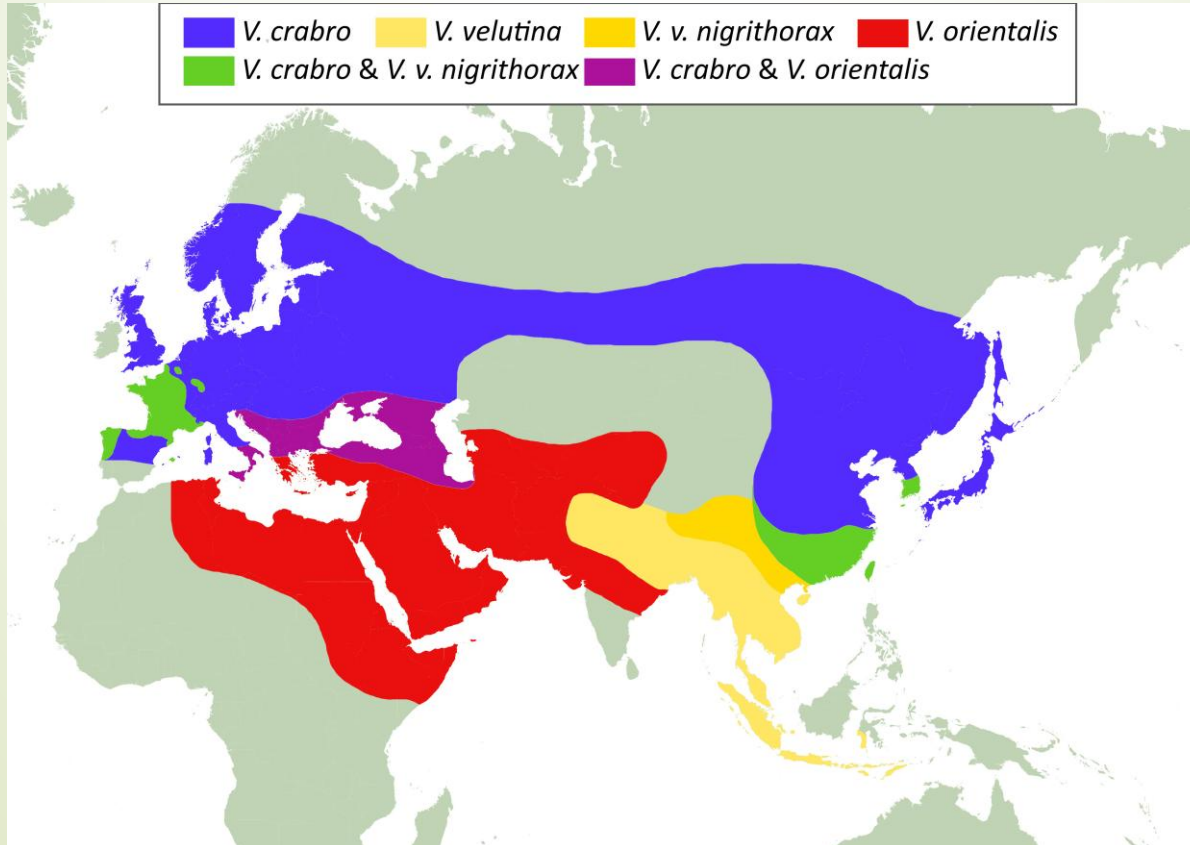 V. crabro V. velutina V. v. nigrithorax V. orientalis
V. crabro & V. v. nigrithorax V. crabro & V. orientalis